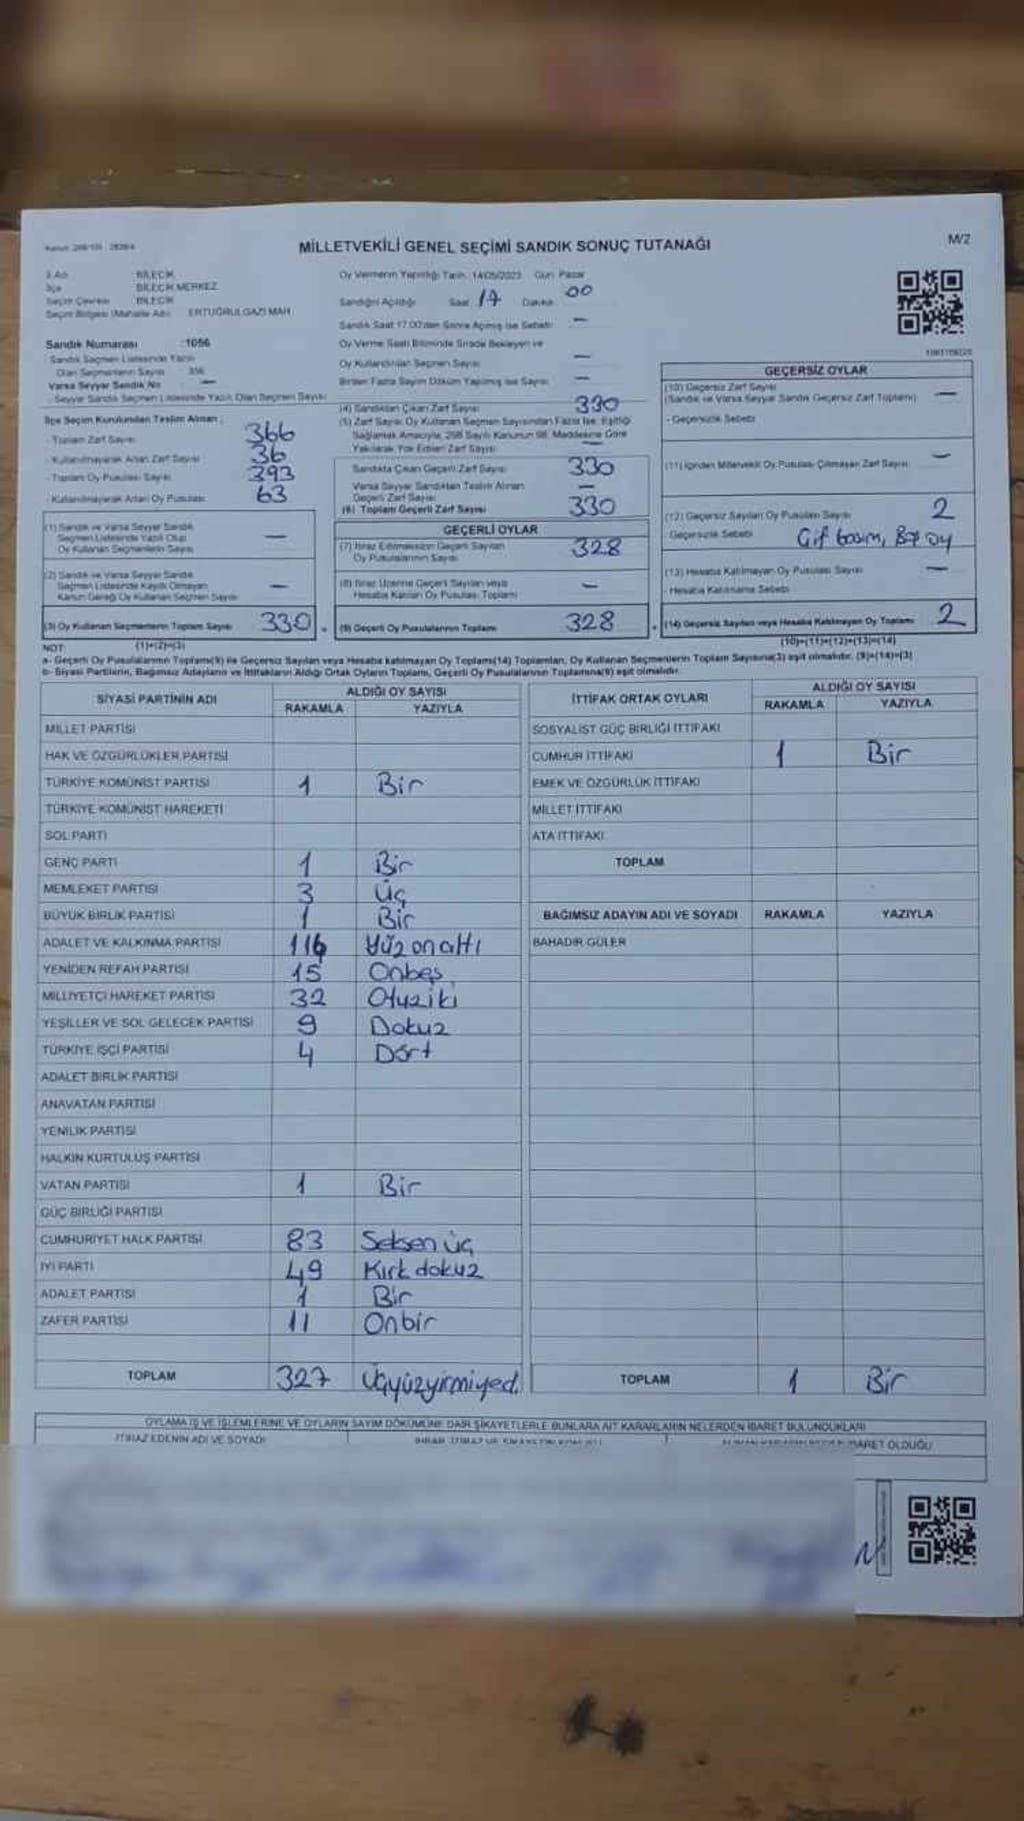 MİLLETVEKİLİ GENEL SEÇİMİ SANDIK SONUÇ TUTANAĞI
M/2
İl Adı BİLECİK
İlçe BİLECİK MERKEZ
Seçim Çevresi BİLECİK
Seçim Bölgesi (Mahalle Adı) ERTUĞRULGAZİ MAH
Sandık Numarası :1056
Sandık Seçmen Listesinde Yazılı
Olan Seçmenlerin Sayısı 356
Varsa Seyyar Sandık No —
- Seyyar Sandık Seçmen Listesinde Yazılı Olan Seçmen Sayısı
İlçe Seçim Kurulundan Teslim Alınan :
- Toplam Zarf Sayısı 366
- Kullanılmayarak Artan Zarf Sayısı 36
- Toplam Oy Pusulası Sayısı 393
- Kullanılmayarak Artan Oy Pusulası 63
(1) Sandık ve Varsa Seyyar Sandık
Seçmen Listesinde Yazılı Olup
Oy Kullanan Seçmenlerin Sayısı —
(2) Sandık ve Varsa Seyyar Sandık
Seçmen Listesinde Kayıtlı Olmayan
Kanun Gereği Oy Kullanan Seçmen Sayısı —
(3) Oy Kullanan Seçmenlerin Toplam Sayısı 330
(1)+(2)=(3)
Oy Vermenin Yapıldığı Tarih: 14/05/2023 Gün: Pazar
Sandığın Açıldığı Saat: 17 Dakika: 00
Sandık Saat 17.00'den Sonra Açılmış İse Sebebi: —
Oy Verme Saati Bitiminde Sırada Bekleyen ve
Oy Kullandırılan Seçmen Sayısı —
Birden Fazla Sayım Döküm Yapılmış İse Sayısı —
(4) Sandıktan Çıkan Zarf Sayısı 330
(5) Zarf Sayısı Oy Kullanan Seçmen Sayısından Fazla İse, Eşitliği
Sağlamak Amacıyla, 298 Sayılı Kanunun 98. Maddesine Göre
Yakılarak Yok Edilen Zarf Sayısı —
Sandıkta Çıkan Geçerli Zarf Sayısı 330
Varsa Seyyar Sandıktan Teslim Alınan
Geçerli Zarf Sayısı —
(6) Toplam Geçerli Zarf Sayısı 330
GEÇERLİ OYLAR
(7) İtiraz Edilmeksizin Geçerli Sayılan
Oy Pusulalarının Sayısı 328
(8) İtiraz Üzerine Geçerli Sayılan veya
Hesaba Katılan Oy Pusulası Toplamı —
(9) Geçerli Oy Pusulalarının Toplamı 328
GEÇERSİZ OYLAR
(10) Geçersiz Zarf Sayısı
(Sandık ve Varsa Seyyar Sandık Geçersiz Zarf Toplamı) —
- Geçersizlik Sebebi
(11) İçinden Milletvekili Oy Pusulası Çıkmayan Zarf Sayısı —
(12) Geçersiz Sayılan Oy Pusulası Sayısı 2
Geçersizlik Sebebi Çif basım, Boş oy
(13) Hesaba Katılmayan Oy Pusulası Sayısı —
- Hesaba Katılmama Sebebi
(14) Geçersiz Sayılan veya Hesaba Katılmayan Oy Toplamı 2
(10)+(11)+(12)+(13)=(14)
NOT:
a- Geçerli Oy Pusulalarının Toplamı(9) ile Geçersiz Sayılan veya Hesaba katılmayan Oy Toplamı(14) Toplamları, Oy Kullanan Seçmenlerin Toplam Sayısına(3) eşit olmalıdır. (9)+(14)=(3)
b- Siyasi Partilerin, Bağımsız Adayların ve İttifakların Aldığı Oyların Toplamı, Geçerli Oy Pusulalarının Toplamına(9) eşit olmalıdır.
SİYASİ PARTİNİN ADI ALDIĞI OY SAYISI
RAKAMLA YAZIYLA
MİLLET PARTİSİ
HAK VE ÖZGÜRLÜKLER PARTİSİ
TÜRKİYE KOMÜNİST PARTİSİ 1 Bir
TÜRKİYE KOMÜNİST HAREKETİ
SOL PARTİ
GENÇ PARTİ 1 Bir
MEMLEKET PARTİSİ 3 Üç
BÜYÜK BİRLİK PARTİSİ 1 Bir
ADALET VE KALKINMA PARTİSİ 116 Yüz onaltı
YENİDEN REFAH PARTİSİ 15 Onbeş
MİLLİYETÇİ HAREKET PARTİSİ 32 Otuziki
YEŞİLLER VE SOL GELECEK PARTİSİ 9 Dokuz
TÜRKİYE İŞÇİ PARTİSİ 4 Dört
ADALET BİRLİK PARTİSİ
ANAVATAN PARTİSİ
YENİLİK PARTİSİ
HALKIN KURTULUŞ PARTİSİ
VATAN PARTİSİ 1 Bir
GÜÇ BİRLİĞİ PARTİSİ
CUMHURİYET HALK PARTİSİ 83 Seksen üç
İYİ PARTİ 49 Kırk dokuz
ADALET PARTİSİ 1 Bir
ZAFER PARTİSİ 11 Onbir
TOPLAM 327 Üçyüzyirmiyed.
İTTİFAK ORTAK OYLARI ALDIĞI OY SAYISI
RAKAMLA YAZIYLA
SOSYALİST GÜÇ BİRLİĞİ İTTİFAKI
CUMHUR İTTİFAKI 1 Bir
EMEK VE ÖZGÜRLÜK İTTİFAKI
MİLLET İTTİFAKI
ATA İTTİFAKI
TOPLAM
BAĞIMSIZ ADAYIN ADI VE SOYADI RAKAMLA YAZIYLA
BAHADIR GÜLER
TOPLAM 1 Bir
OYLAMA İŞ VE İŞLEMLERİNE VE OYLARIN SAYIM DÖKÜMÜNE DAİR ŞİKAYETLERLE BUNLARA AİT KARARLARIN NELERDEN İBARET BULUNDUKLARI
İTİRAZ EDENİN ADI VE SOYADI
İBARET OLDUĞU